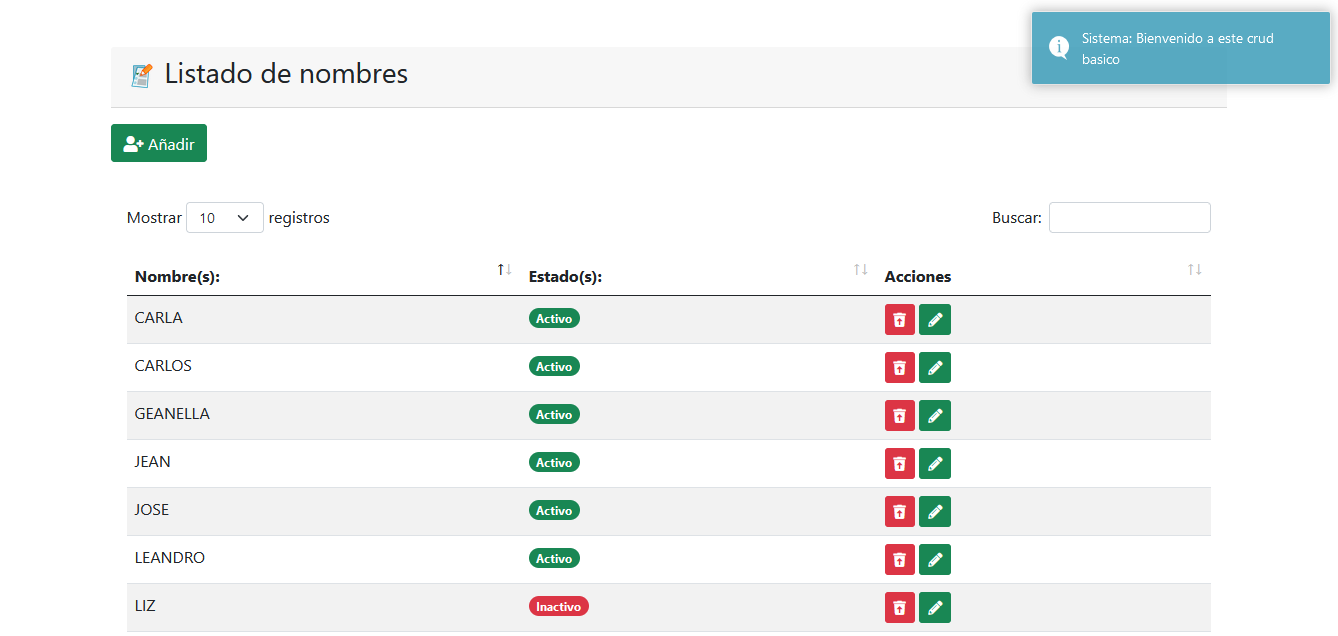 Sistema: Bienvenido a este crud
basico
Listado de nombres
Añadir
Mostrar 10 registros
Buscar:
Nombre(s): Estado(s): Acciones
CARLA Activo
CARLOS Activo
GEANELLA Activo
JEAN Activo
JOSE Activo
LEANDRO Activo
LIZ Inactivo